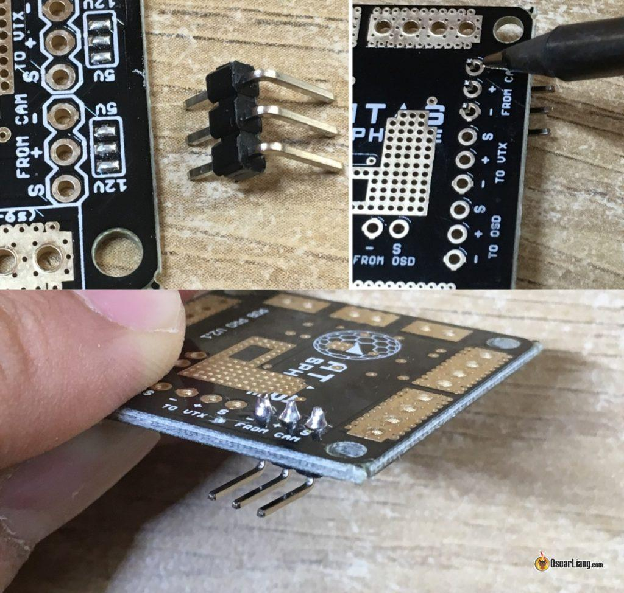 - + S
TO VTX
5V
12V
- + S
FROM CAM
5V
12V
FROM CAM
+
S + -
TO VTX
S + -
TO OSD
- S
FROM OSD
- + S
TO VTX
- + S
FROM CAM
OscarLiang.com